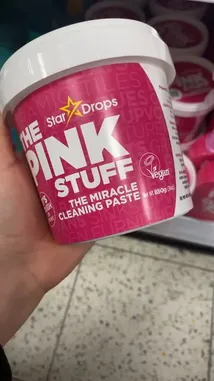 Star Drops
THE
PINK
STUFF
THE MIRACLE
CLEANING PASTE
Vegan